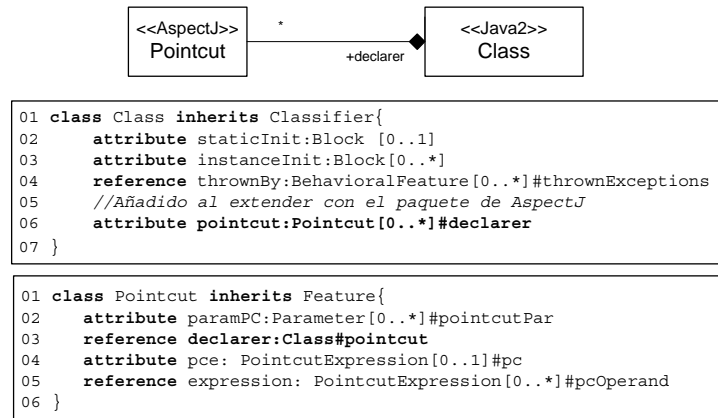 <<AspectJ>>
Pointcut
*
+declarer
<<Java2>>
Class
01 class Class inherits Classifier{
02 attribute staticInit:Block [0..1]
03 attribute instanceInit:Block[0..*]
04 reference thrownBy:BehavioralFeature[0..*]#thrownExceptions
05 //Añadido al extender con el paquete de AspectJ
06 attribute pointcut:Pointcut[0..*]#declarer
07 }
01 class Pointcut inherits Feature{
02 attribute paramPC:Parameter[0..*]#pointcutPar
03 reference declarer:Class#pointcut
04 attribute pce: PointcutExpression[0..1]#pc
05 reference expression: PointcutExpression[0..*]#pcOperand
06 }